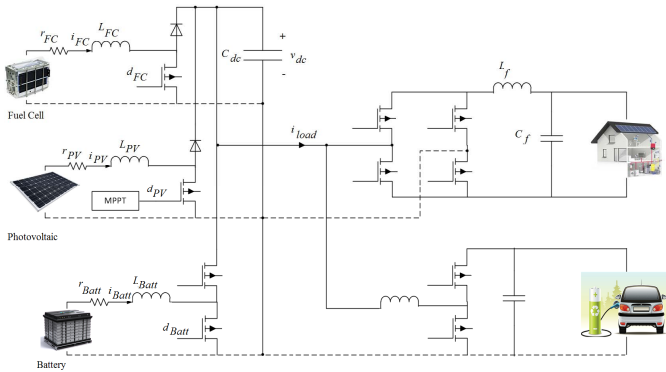 r_FC i_FC L_FC
d_FC
C_dc
+
v_dc
-
Fuel Cell
r_PV i_PV L_PV
d_PV
MPPT
Photovoltaic
i_load
L_f
C_f
r_Batt i_Batt L_Batt
d_Batt
Battery